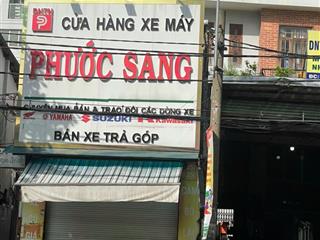 CỬA HÀNG XE MÁY
PHƯỚC SANG
CHUYÊN MUA BÁN & TRAO ĐỔI CÁC DÒNG XE
YAMAHA SUZUKI Kawasaki
BÁN XE TRẢ GÓP